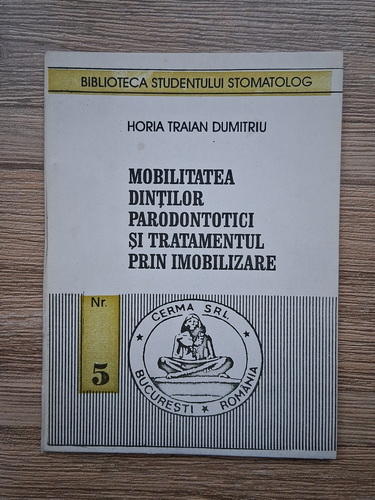 BIBLIOTECA STUDENTULUI STOMATOLOG
HORIA TRAIAN DUMITRIU
MOBILITATEA
DINȚILOR
PARODONTOTICI
ȘI TRATAMENTUL
PRIN IMOBILIZARE
Nr.
5
CERMA SRL
BUCUREȘTI ★ ROMÂNIA